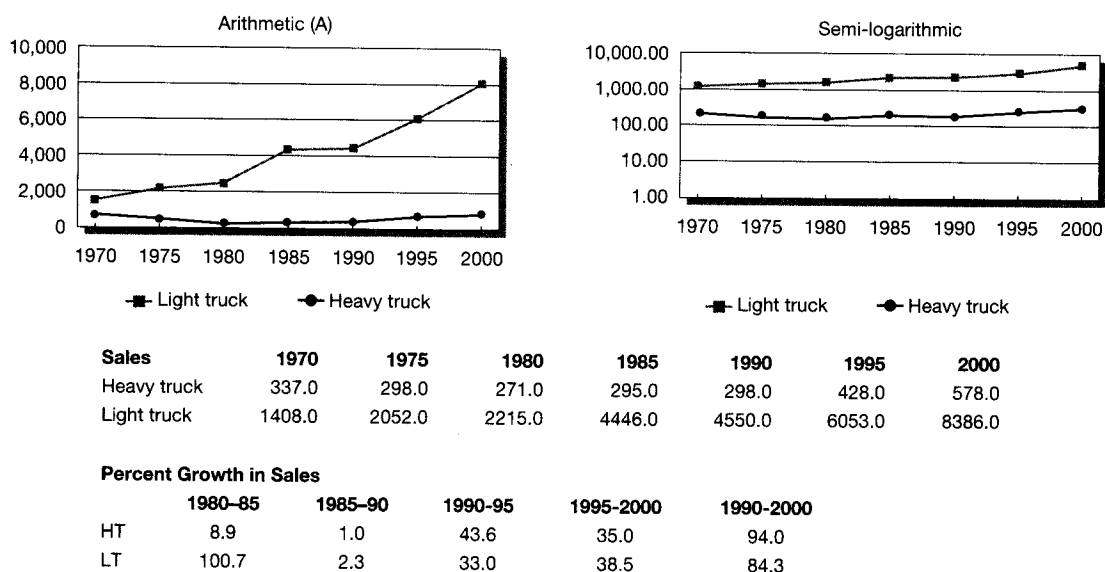 Arithmetic (A)
10,000
8,000
6,000
4,000
2,000
0
1970 1975 1980 1985 1990 1995 2000
Light truck Heavy truck
Semi-logarithmic
10,000.00
1,000.00
100.00
10.00
1.00
1970 1975 1980 1985 1990 1995 2000
Light truck Heavy truck
Sales 1970 1975 1980 1985 1990 1995 2000
Heavy truck 337.0 298.0 271.0 295.0 298.0 428.0 578.0
Light truck 1408.0 2052.0 2215.0 4446.0 4550.0 6053.0 8386.0
Percent Growth in Sales
1980–85 1985–90 1990-95 1995-2000 1990-2000
HT 8.9 1.0 43.6 35.0 94.0
LT 100.7 2.3 33.0 38.5 84.3